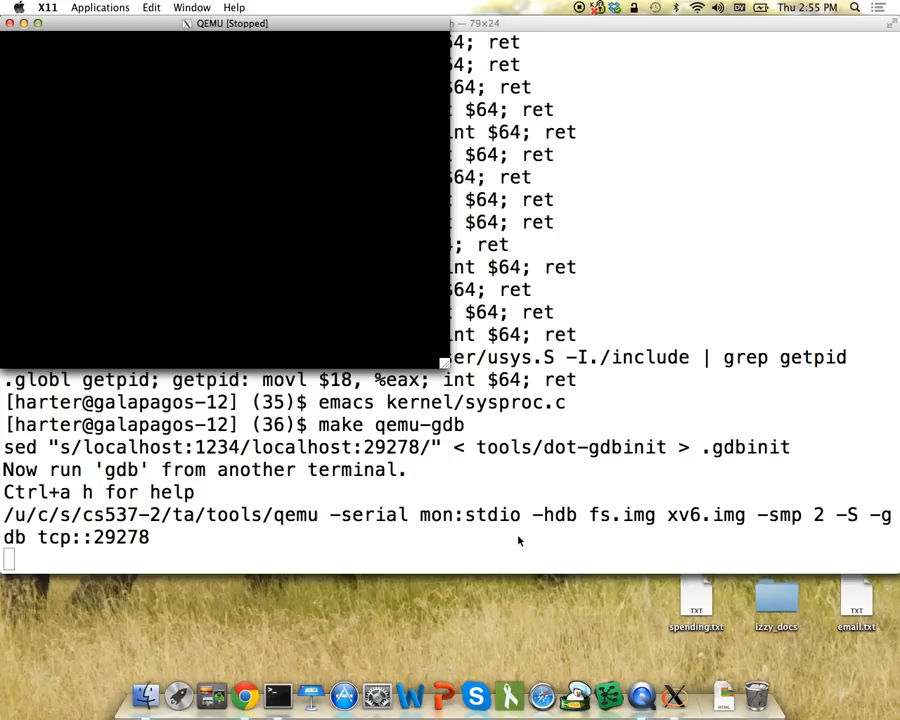 X11 Applications Edit Window Help Thu 2:55 PM
QEMU [Stopped] h — 79×24
64; ret
64; ret
$64; ret
$64; ret
int $64; ret
$64; ret
$64; ret
$64; ret
$64; ret
; ret
int $64; ret
$64; ret
$64; ret
int $64; ret
er/usys.S -I./include | grep getpid
.globl getpid; getpid: movl $18, %eax; int $64; ret
[harter@galapagos-12] (35)$ emacs kernel/sysproc.c
[harter@galapagos-12] (36)$ make qemu-gdb
sed "s/localhost:1234/localhost:29278/" < tools/dot-gdbinit > .gdbinit
Now run 'gdb' from another terminal.
Ctrl+a h for help
/u/c/s/cs537-2/ta/tools/qemu -serial mon:stdio -hdb fs.img xv6.img -smp 2 -S -g
db tcp::29278
TXT TXT
spending.txt izzy_docs email.txt
HTML